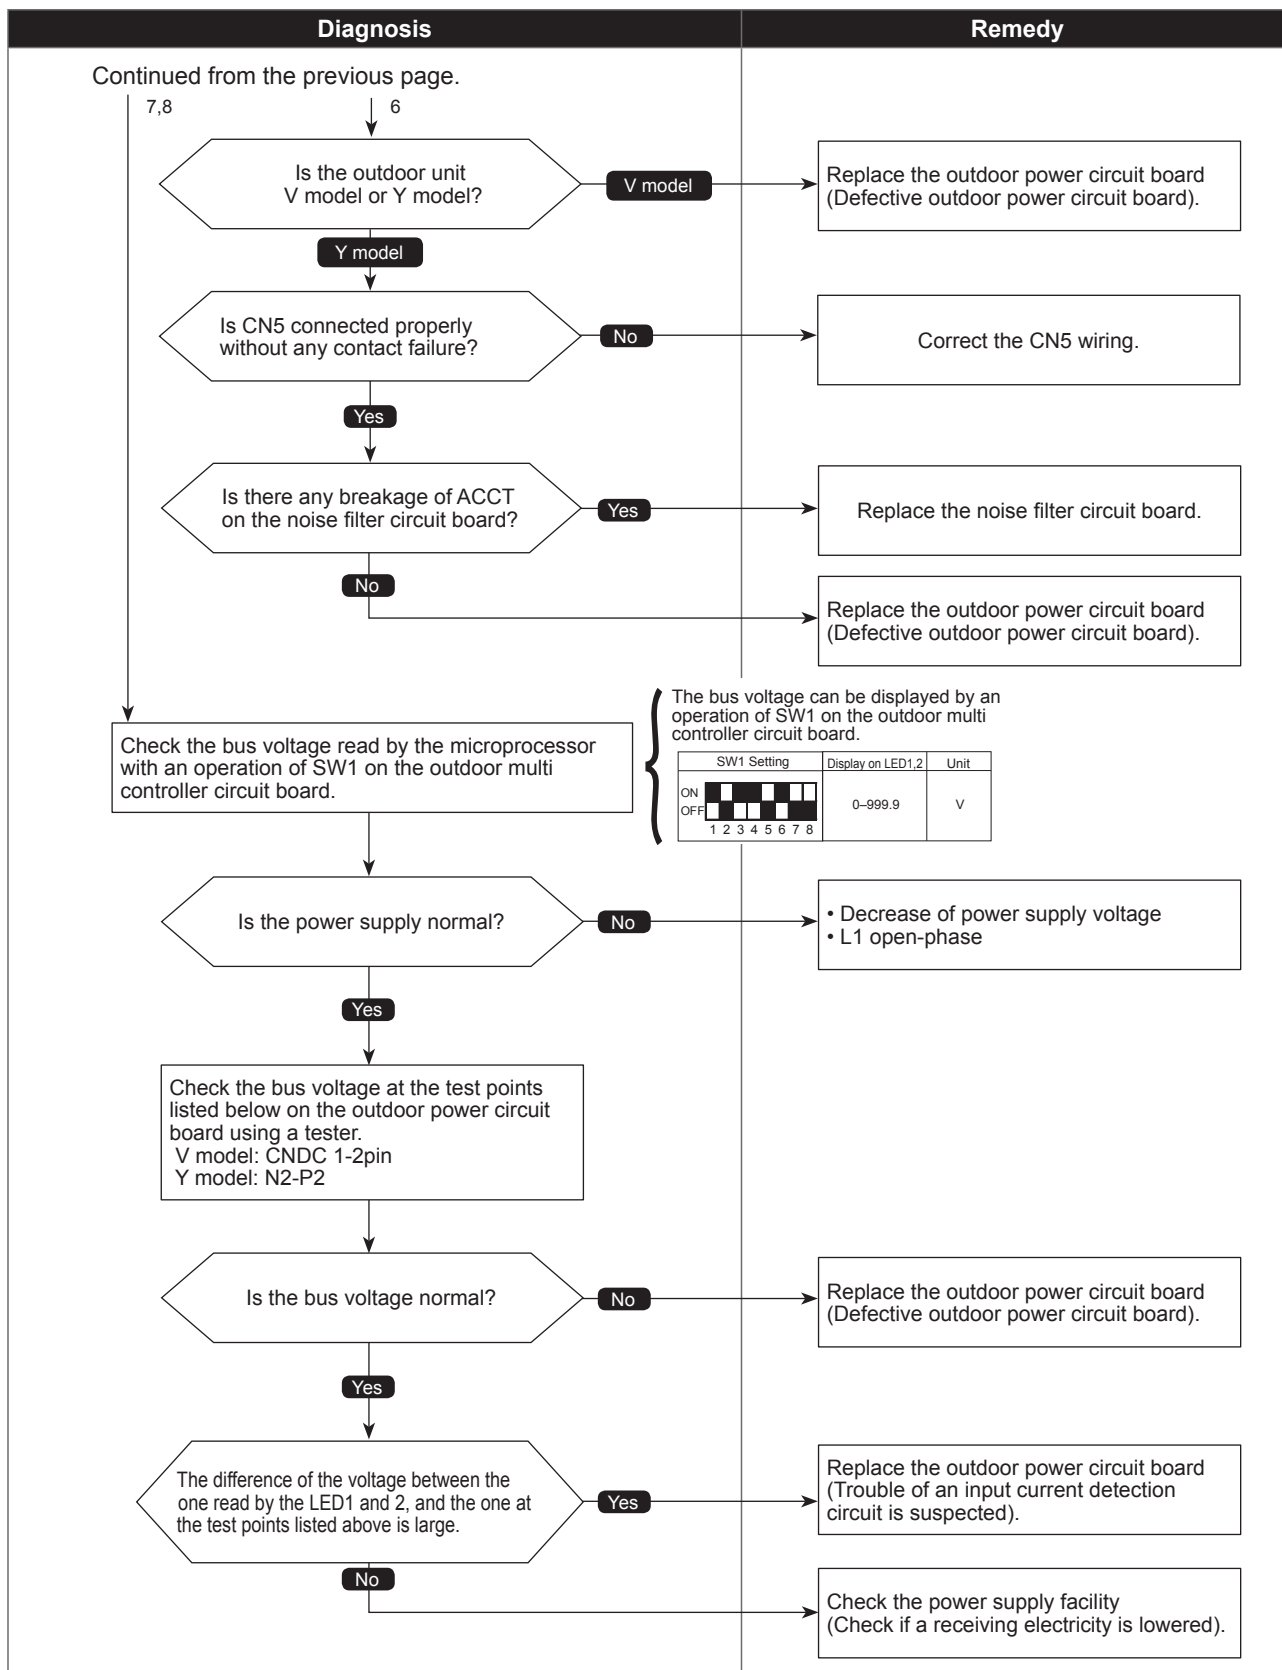 Diagnosis
Remedy
Continued from the previous page.
7,8
6
Is the outdoor unit
V model or Y model?
V model
Replace the outdoor power circuit board
(Defective outdoor power circuit board).
Y model
Is CN5 connected properly
without any contact failure?
No
Correct the CN5 wiring.
Yes
Is there any breakage of ACCT
on the noise filter circuit board?
Yes
Replace the noise filter circuit board.
No
Replace the outdoor power circuit board
(Defective outdoor power circuit board).
Check the bus voltage read by the microprocessor
with an operation of SW1 on the outdoor multi
controller circuit board.
The bus voltage can be displayed by an
operation of SW1 on the outdoor multi
controller circuit board.
SW1 Setting
Display on LED1,2
Unit
ON
OFF
1 2 3 4 5 6 7 8
0–999.9
V
Is the power supply normal?
No
• Decrease of power supply voltage
• L1 open-phase
Yes
Check the bus voltage at the test points
listed below on the outdoor power circuit
board using a tester.
V model: CNDC 1-2pin
Y model: N2-P2
Is the bus voltage normal?
No
Replace the outdoor power circuit board
(Defective outdoor power circuit board).
Yes
The difference of the voltage between the
one read by the LED1 and 2, and the one at
the test points listed above is large.
Yes
Replace the outdoor power circuit board
(Trouble of an input current detection
circuit is suspected).
No
Check the power supply facility
(Check if a receiving electricity is lowered).